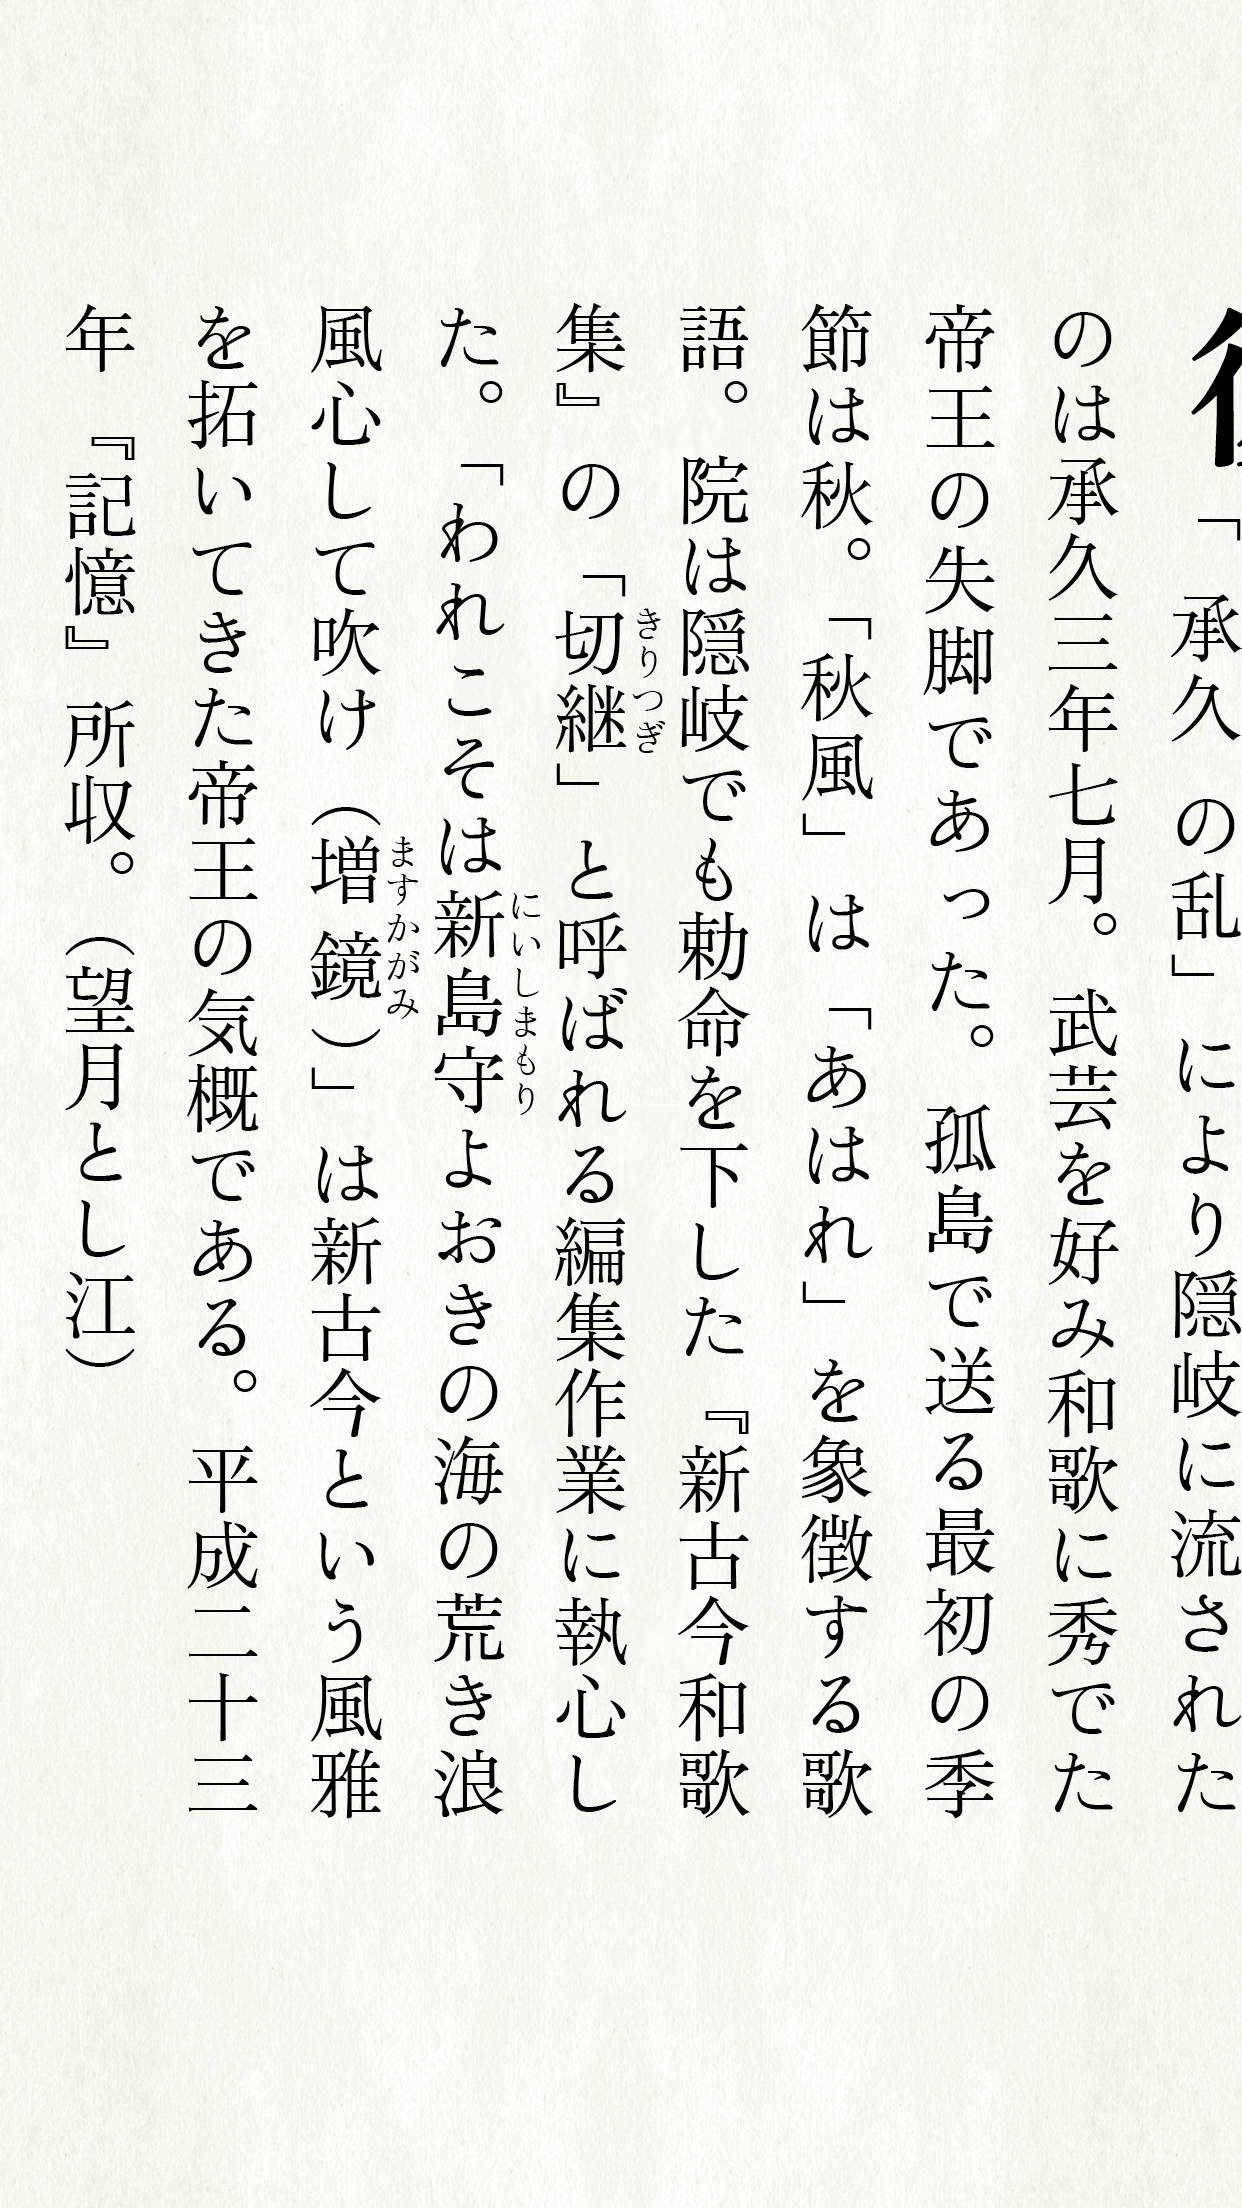 「承久の乱」により隠岐に流された
のは承久三年七月。武芸を好み和歌に秀でた
帝王の失脚であった。孤島で送る最初の季
節は秋。「秋風」は「あはれ」を象徴する歌
語。院は隠岐でも勅命を下した『新古今和歌
きりつぎ
集』の「切継」と呼ばれる編集作業に執心し
にいしまもり
た。「われこそは新島守よおきの海の荒き浪
ますかがみ
風心して吹け（増鏡）」は新古今という風雅
を拓いてきた帝王の気概である。平成二十三
年『記憶』所収。（望月とし江）